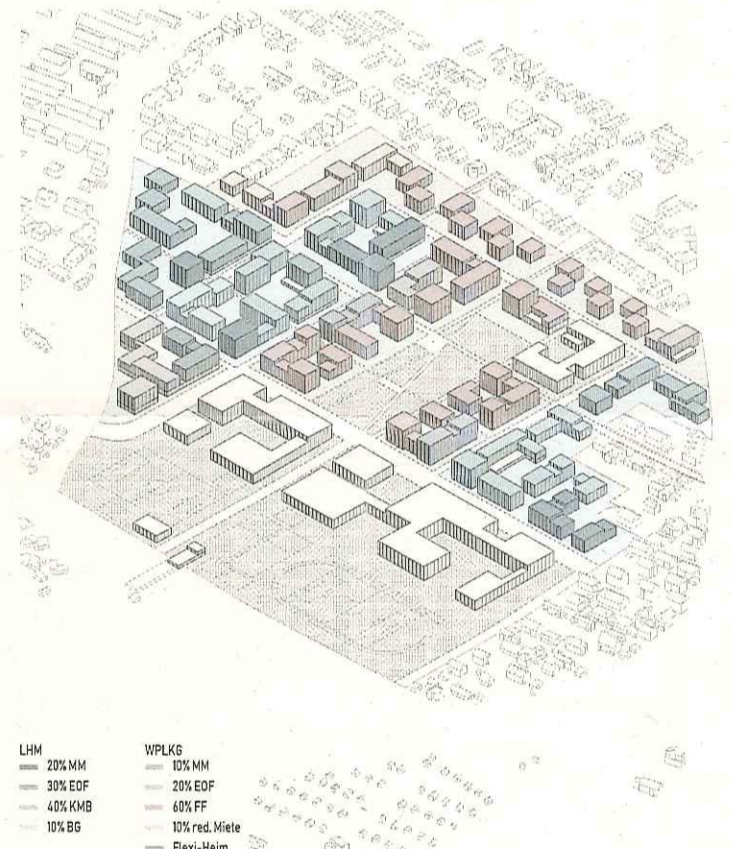 LHM
20% MM
30% EOF
40% KMB
10% BG
WPLKG
10% MM
20% EOF
60% FF
10% red. Miete
Flexi-Heim